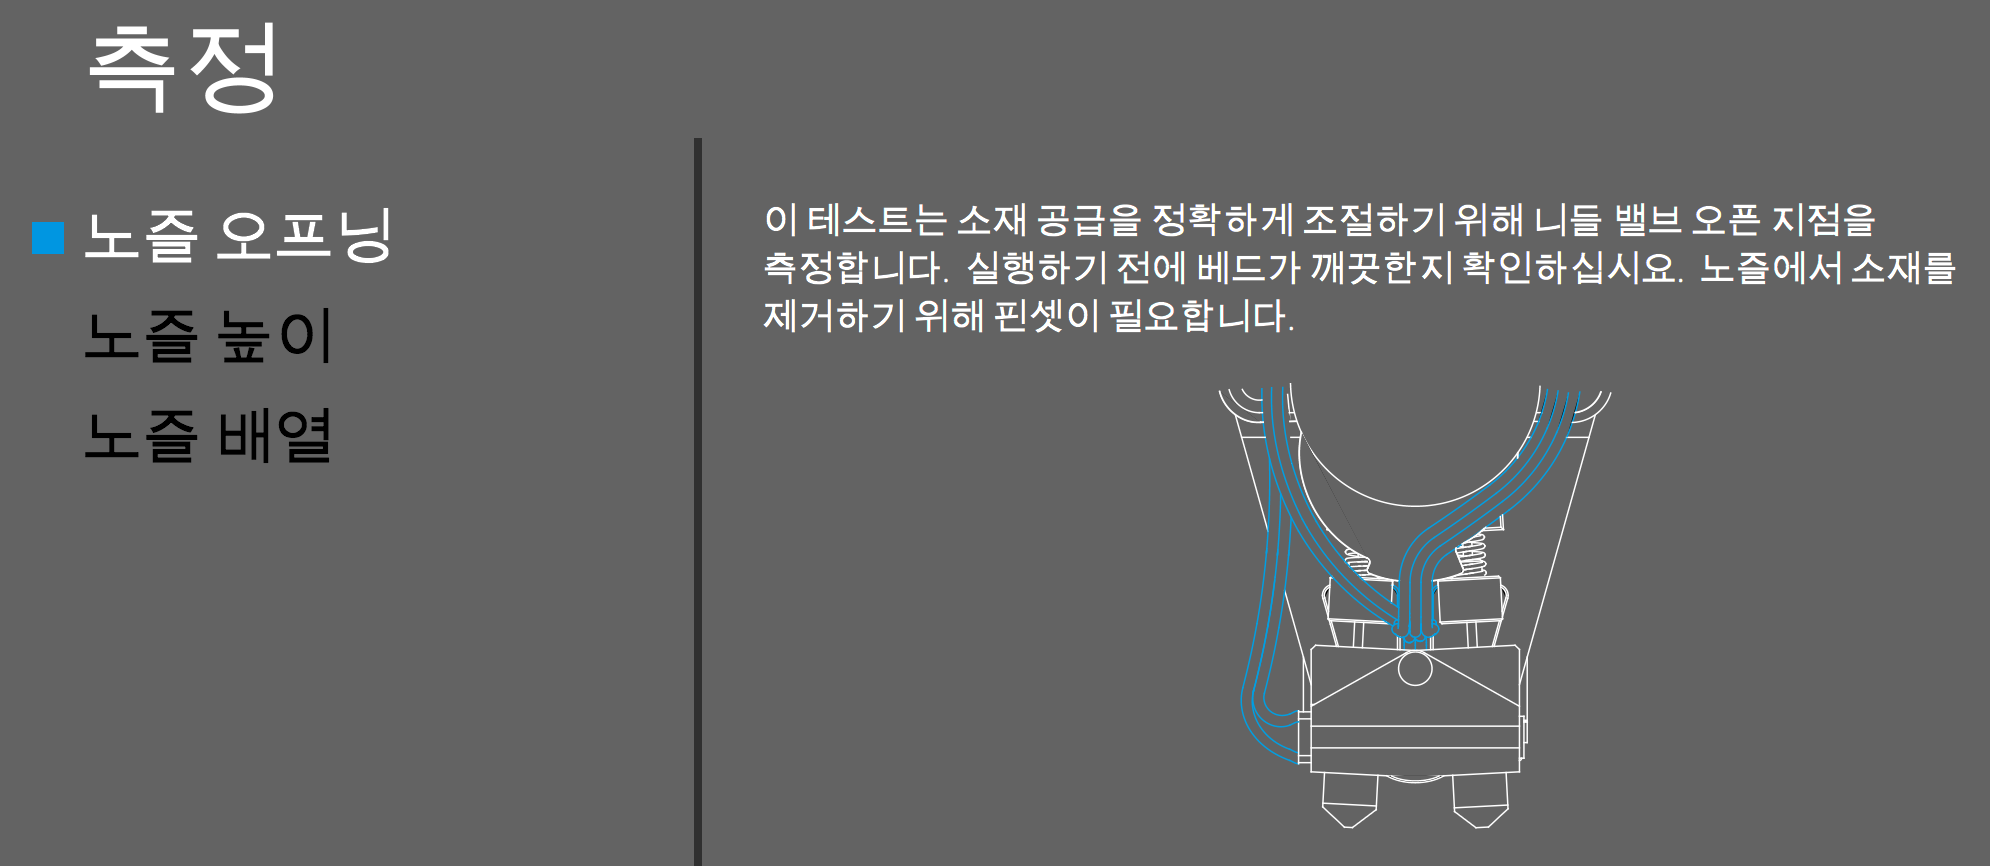 측정
노즐 오프닝
노즐 높이
노즐 배열
이 테스트는 소재 공급을 정확하게 조절하기 위해 니들 밸브 오픈 지점을
측정합니다. 실행하기 전에 베드가 깨끗한지 확인하십시요. 노즐에서 소재를
제거하기 위해 핀셋이 필요합니다.